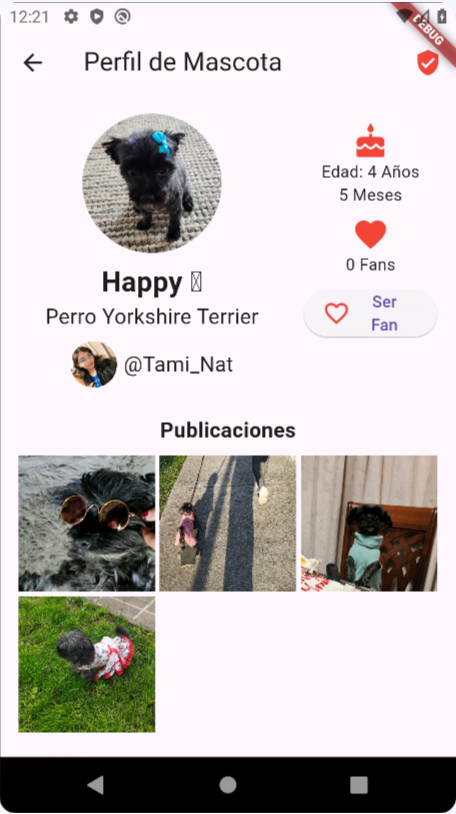 12:21
DEBUG
Perfil de Mascota
Edad: 4 Años
5 Meses
0 Fans
Ser
Fan
Happy
Perro Yorkshire Terrier
@Tami_Nat
Publicaciones